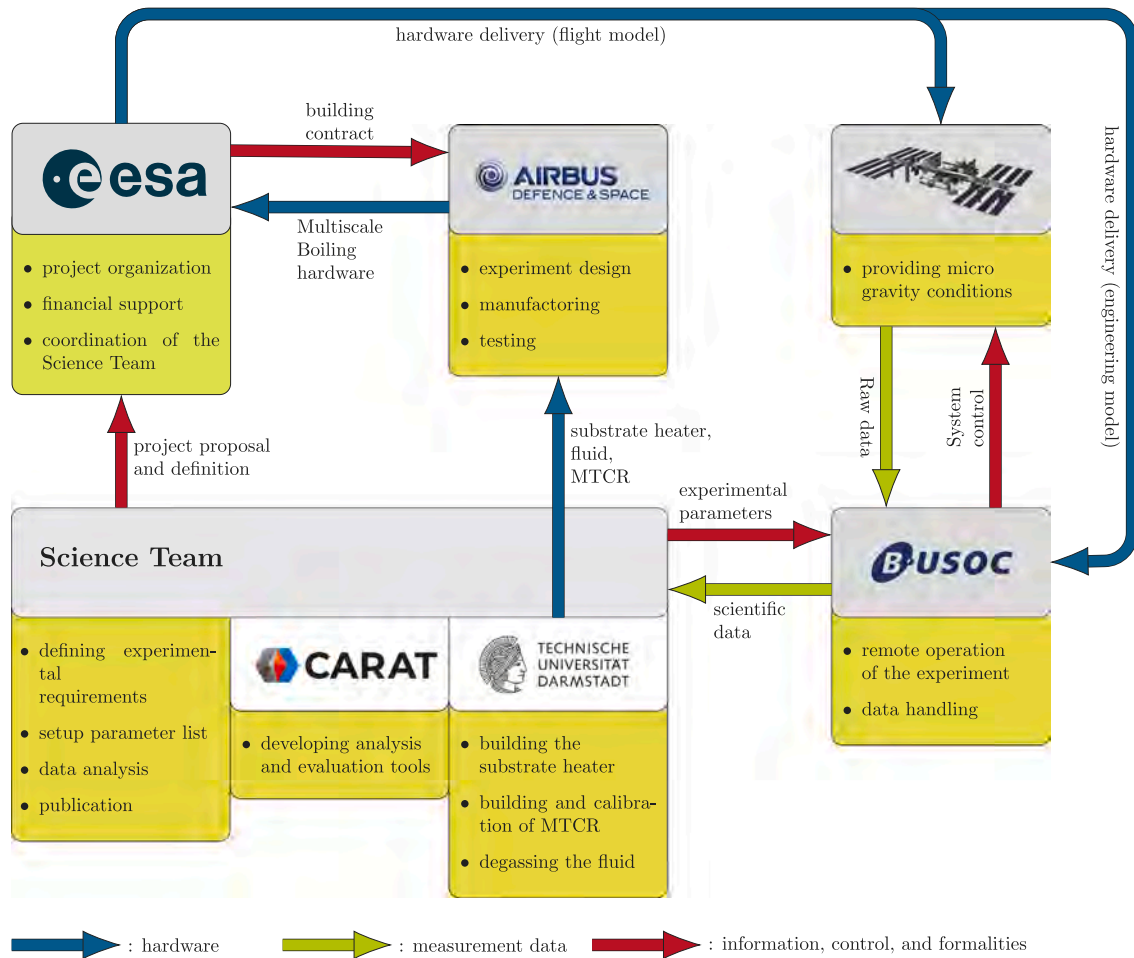 hardware delivery (flight model)
hardware delivery (engineering model)
building
contract
esa
AIRBUS
DEFENCE & SPACE
Multiscale
Boiling
hardware
• project organization
• financial support
• coordination of the
Science Team
• experiment design
• manufactoring
• testing
• providing micro
gravity conditions
Raw data
System
control
project proposal
and definition
substrate heater,
fluid,
MTCR
experimental
parameters
Science Team
B.USOC
scientific
data
• defining experimen-
tal
requirements
• setup parameter list
• data analysis
• publication
CARAT
• developing analysis
and evaluation tools
TECHNISCHE
UNIVERSITÄT
DARMSTADT
• building the
substrate heater
• building and calibra-
tion of MTCR
• degassing the fluid
• remote operation
of the experiment
• data handling
: hardware
: measurement data
: information, control, and formalities